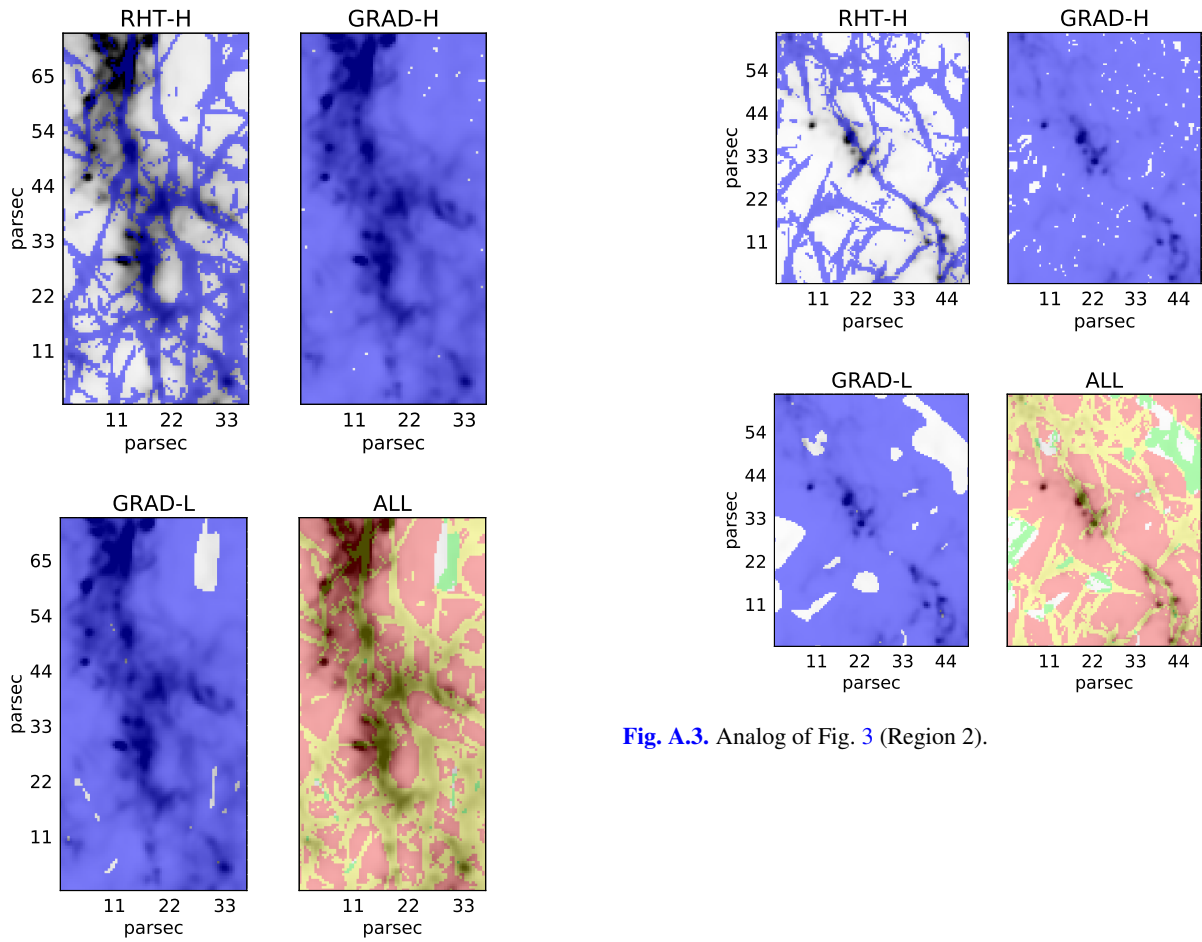 RHT-H
GRAD-H
65
54
44
33
22
11
parsec
11 22 33
parsec
11 22 33
parsec
GRAD-L
ALL
65
54
44
33
22
11
parsec
11 22 33
parsec
11 22 33
parsec
RHT-H
GRAD-H
54
44
33
22
11
parsec
11 22 33 44
parsec
11 22 33 44
parsec
GRAD-L
ALL
54
44
33
22
11
parsec
11 22 33 44
parsec
11 22 33 44
parsec
Fig. A.3. Analog of Fig. 3 (Region 2).